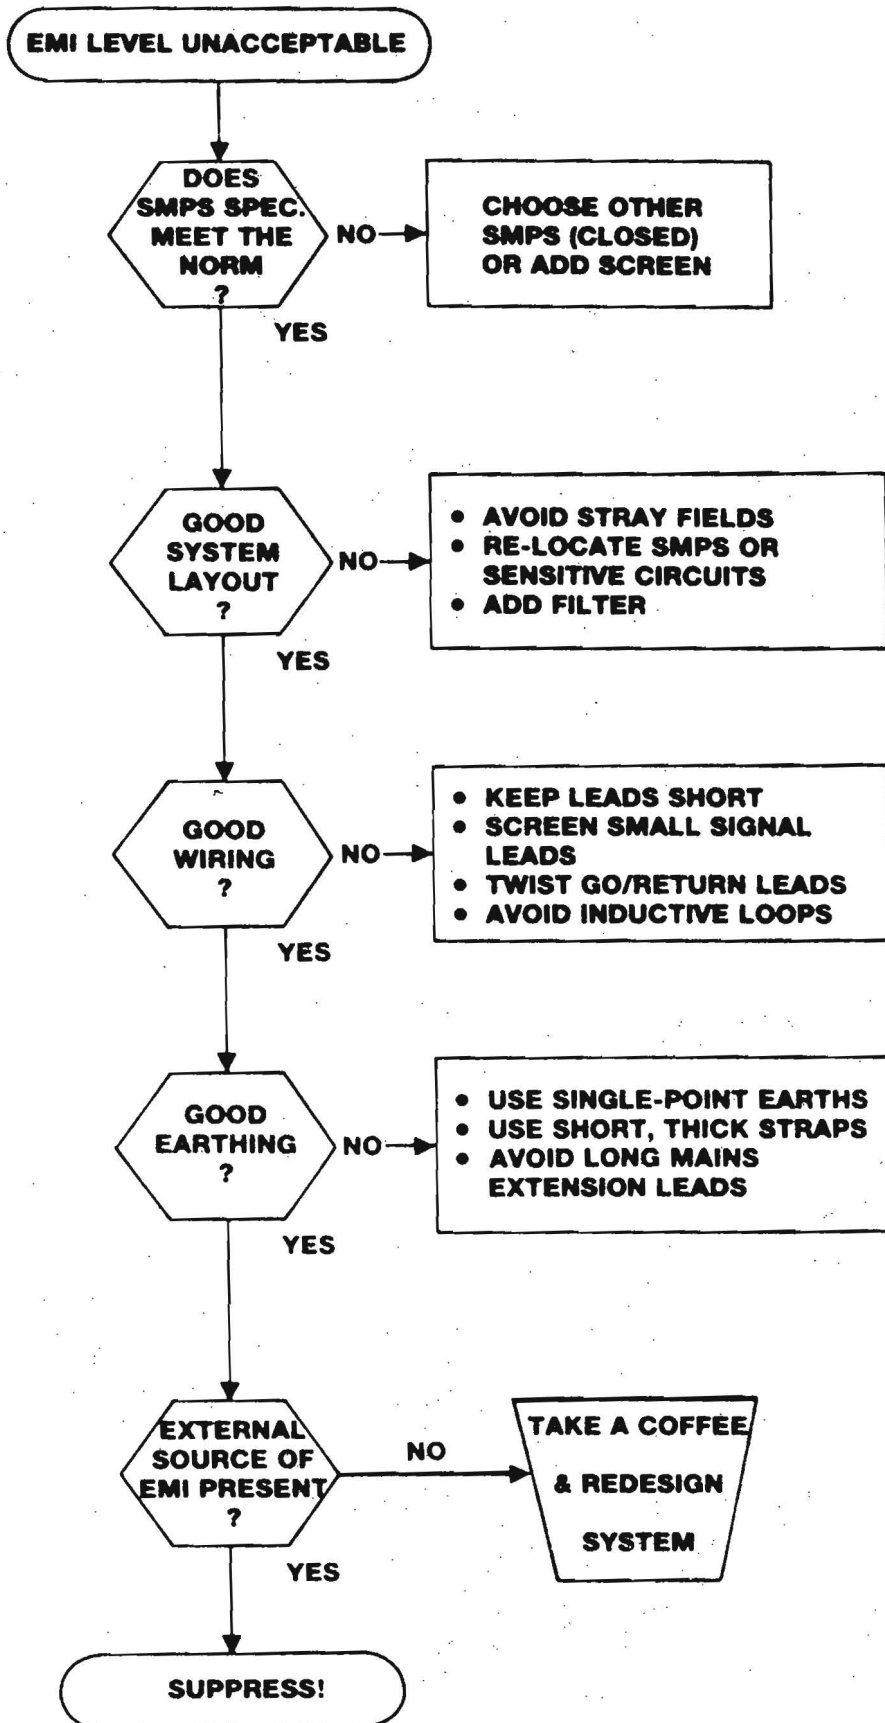 EMI LEVEL UNACCEPTABLE
DOES
SMPS SPEC.
MEET THE
NORM
?
NO
CHOOSE OTHER
SMPS (CLOSED)
OR ADD SCREEN
YES
GOOD
SYSTEM
LAYOUT
?
NO
• AVOID STRAY FIELDS
• RE-LOCATE SMPS OR
SENSITIVE CIRCUITS
• ADD FILTER
YES
GOOD
WIRING
?
NO
• KEEP LEADS SHORT
• SCREEN SMALL SIGNAL
LEADS
• TWIST GO/RETURN LEADS
• AVOID INDUCTIVE LOOPS
YES
GOOD
EARTHING
?
NO
• USE SINGLE-POINT EARTHS
• USE SHORT, THICK STRAPS
• AVOID LONG MAINS
EXTENSION LEADS
YES
EXTERNAL
SOURCE OF
EMI PRESENT
?
NO
TAKE A COFFEE
& REDESIGN
SYSTEM
YES
SUPPRESS!